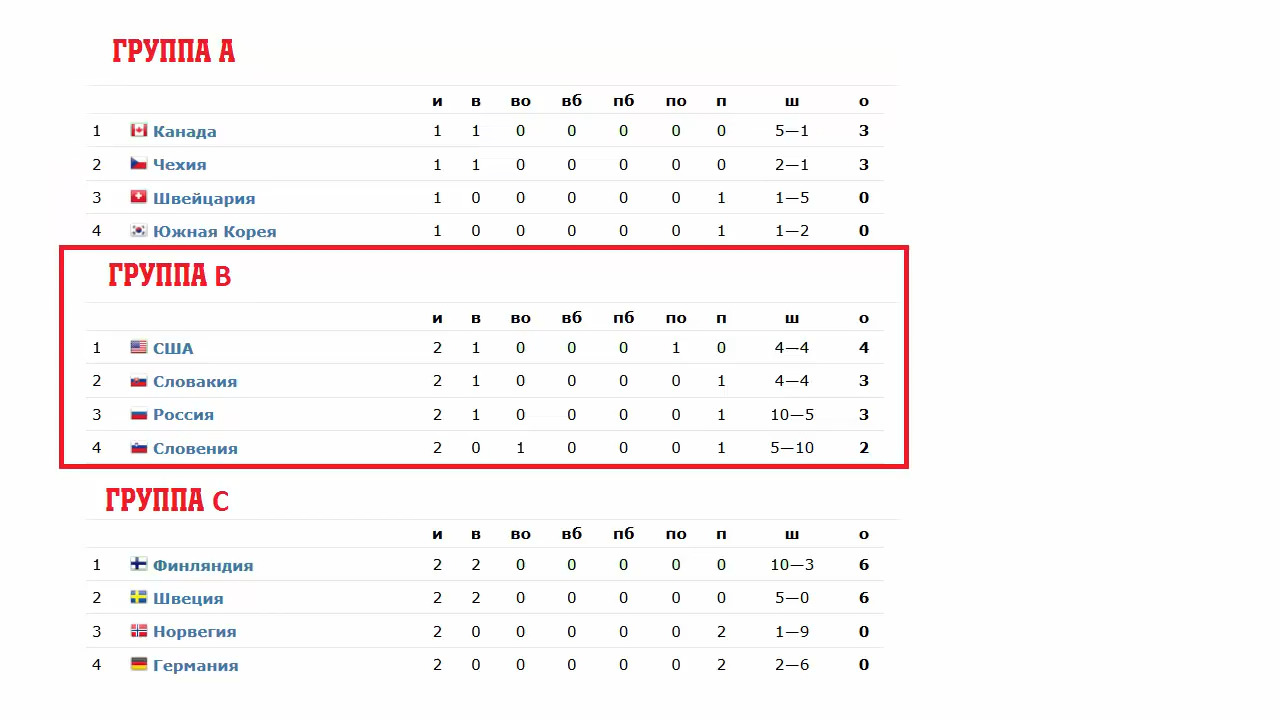 ГРУППА А
и в во вб пб по п ш о
1 Канада 1 1 0 0 0 0 0 5—1 3
2 Чехия 1 1 0 0 0 0 0 2—1 3
3 Швейцария 1 0 0 0 0 0 1 1—5 0
4 Южная Корея 1 0 0 0 0 0 1 1—2 0
ГРУППА B
и в во вб пб по п ш о
1 США 2 1 0 0 0 1 0 4—4 4
2 Словакия 2 1 0 0 0 0 1 4—4 3
3 Россия 2 1 0 0 0 0 1 10—5 3
4 Словения 2 0 1 0 0 0 1 5—10 2
ГРУППА C
и в во вб пб по п ш о
1 Финляндия 2 2 0 0 0 0 0 10—3 6
2 Швеция 2 2 0 0 0 0 0 5—0 6
3 Норвегия 2 0 0 0 0 0 2 1—9 0
4 Германия 2 0 0 0 0 0 2 2—6 0